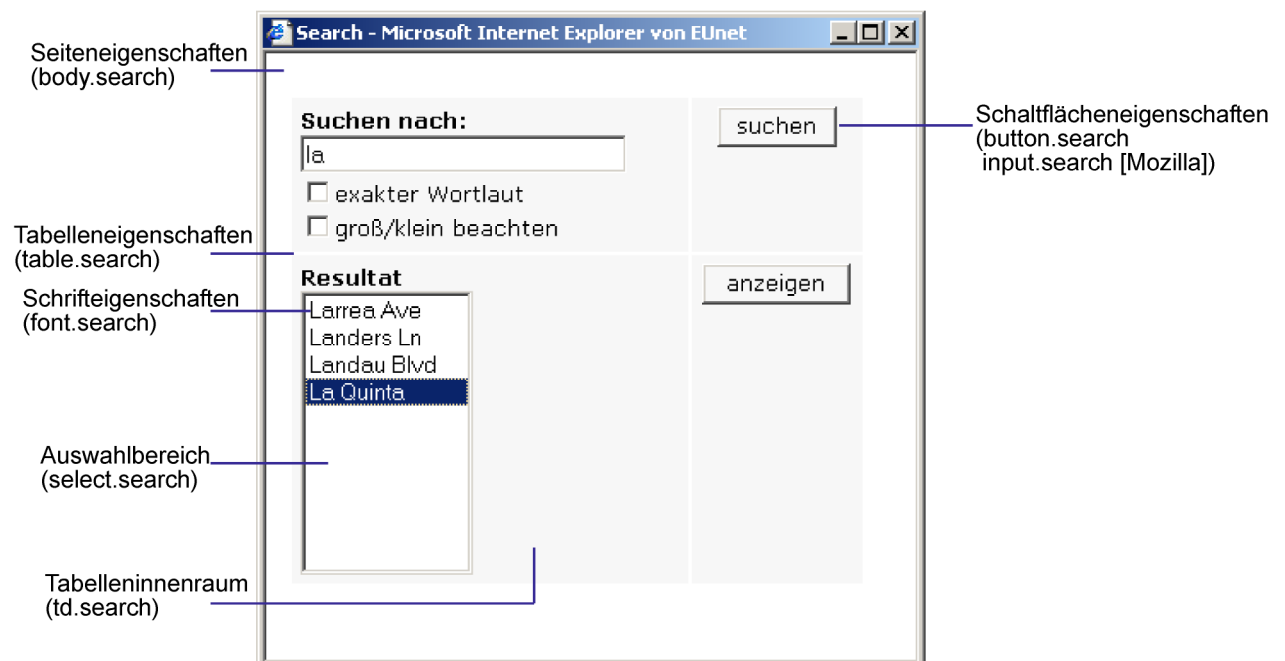 Search - Microsoft Internet Explorer von EUnet
Seiteneigenschaften
(body.search)
Suchen nach:
suchen
Schaltflächeneigenschaften
(button.search
input.search [Mozilla])
la
exakter Wortlaut
groß/klein beachten
Tabelleneigenschaften
(table.search)
Resultat
anzeigen
Schrifteigenschaften
(font.search)
Larrea Ave
Landers Ln
Landau Blvd
La Quinta
Auswahlbereich
(select.search)
Tabelleninnenraum
(td.search)